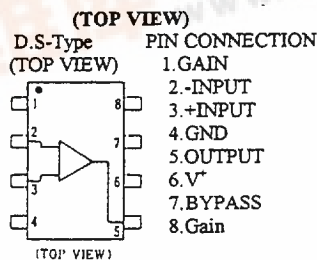 (TOP VIEW)
D.S-Type
PIN CONNECTION
(TOP VIEW)
1.GAIN
2.-INPUT
3.+INPUT
4.GND
5.OUTPUT
6.V⁺
7.BYPASS
8.Gain
1
8
2
7
3
6
4
5
(TOP VIEW)